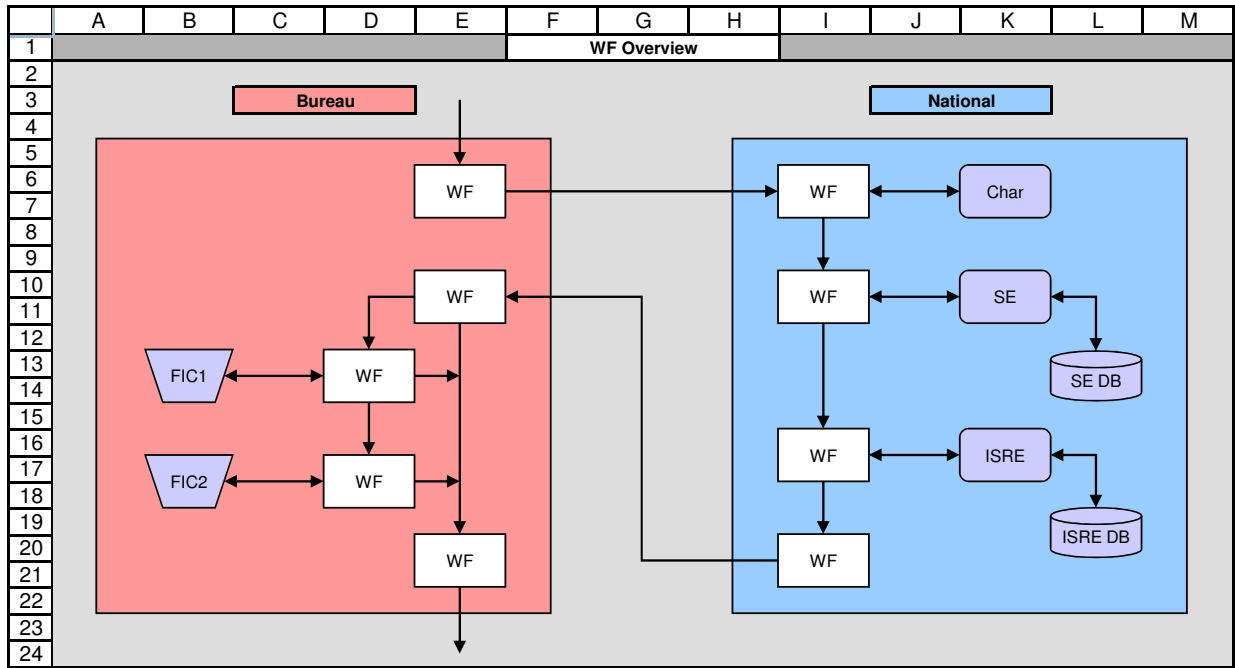 A B C D E F G H I J K L M
1 WF Overview
2
3 Bureau National
4
5
6 WF WF Char
7
8
9
10 WF WF SE
11
12
13 FIC1 WF SE DB
14
15
16 WF ISRE
17 FIC2 WF
18
19 ISRE DB
20 WF WF
21
22
23
24